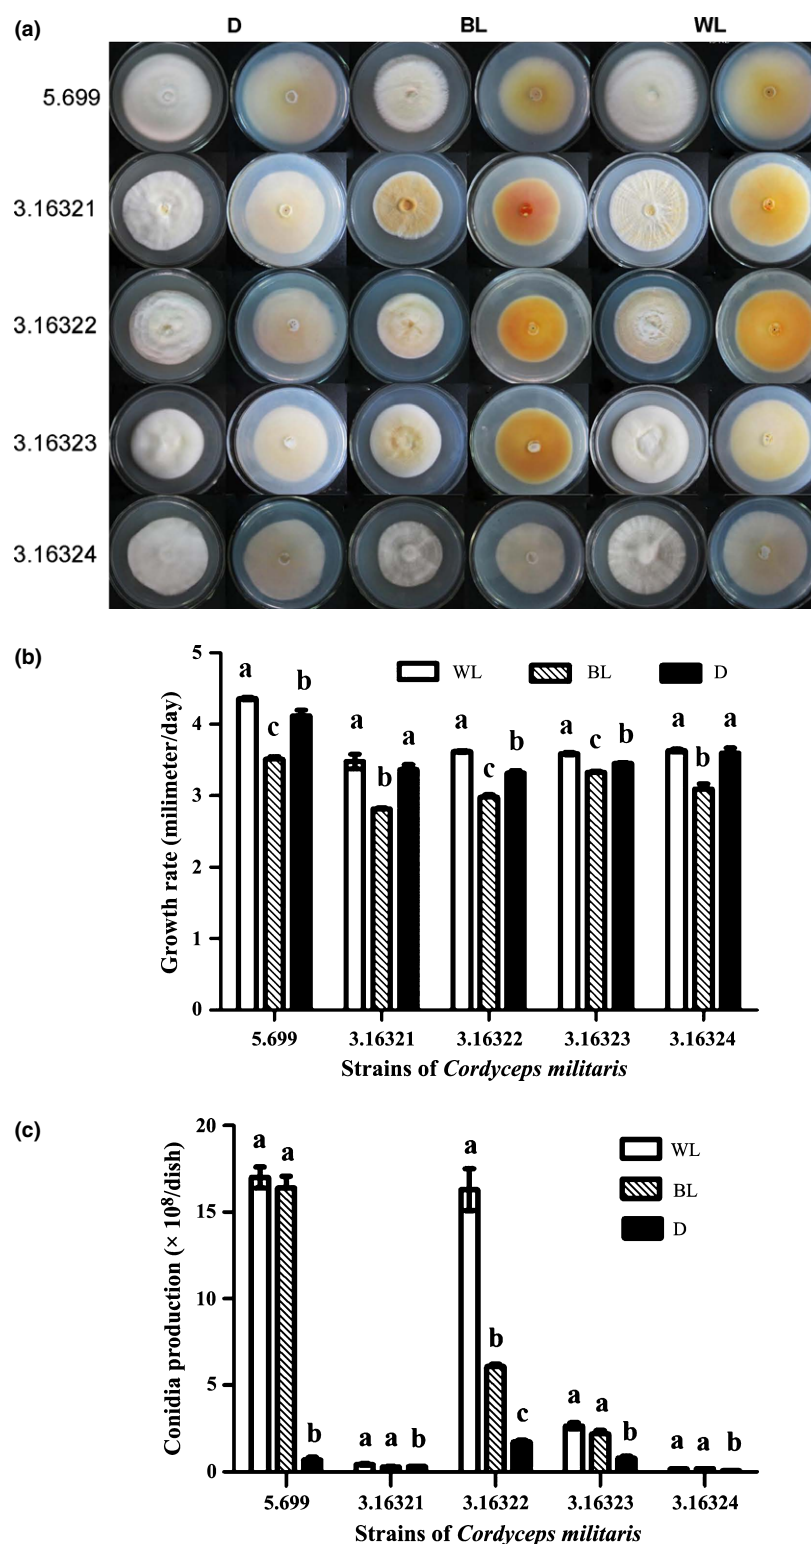 (a)
D BL WL
5.699
3.16321
3.16322
3.16323
3.16324
(b)
Growth rate (milimeter/day)
5
4
3
2
1
0
WL BL D
a c b
a b a
a c b
a c b
a b a
5.699 3.16321 3.16322 3.16323 3.16324
Strains of Cordyceps militaris
(c)
Conidia production (× 10⁸/dish)
20
15
10
5
0
WL
BL
D
a a b
a a b
a b c
a a b
a a b
5.699 3.16321 3.16322 3.16323 3.16324
Strains of Cordyceps militaris